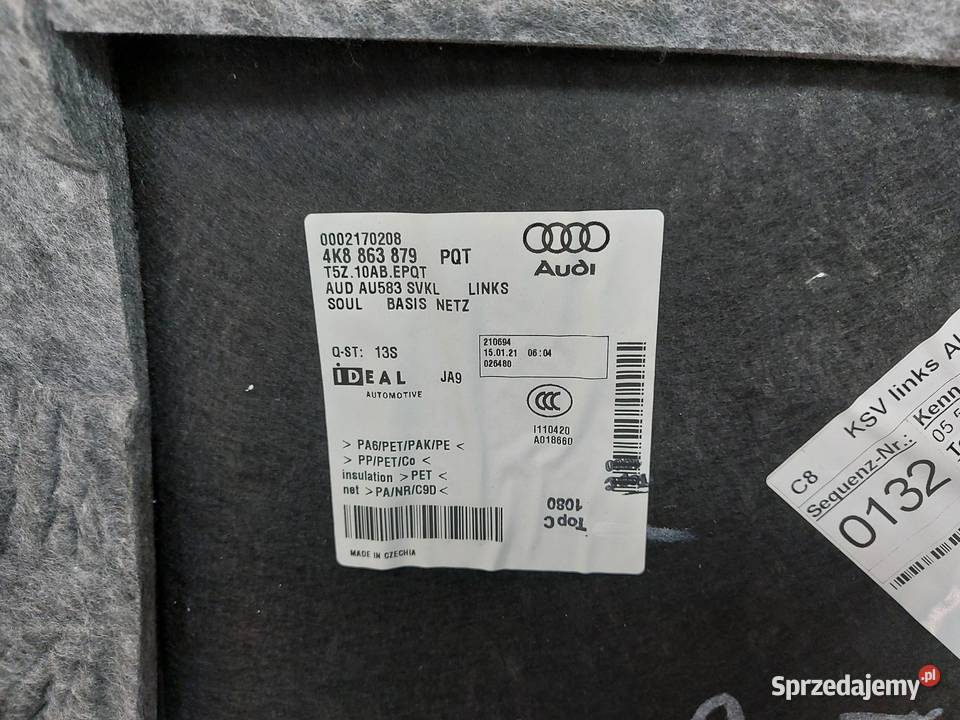 0002170208
4K8 863 879 PQT
T5Z.10AB.EPQT
AUD AU583 SVKL LINKS
SOUL BASIS NETZ
Audi
Q-ST: 13S
210694
15.01.21 06:04
026480
iDEAL JA9
AUTOMOTIVE
CCC
I110420
A018660
> PA6/PET/PAK/PE <
> PP/PET/Co <
insulation > PET <
net > PA/NR/C9D <
Top C
1080
MADE IN CZECHIA
KSV links
C8
Sequenz-Nr.:
0132
05
Sprzedajemy.pl